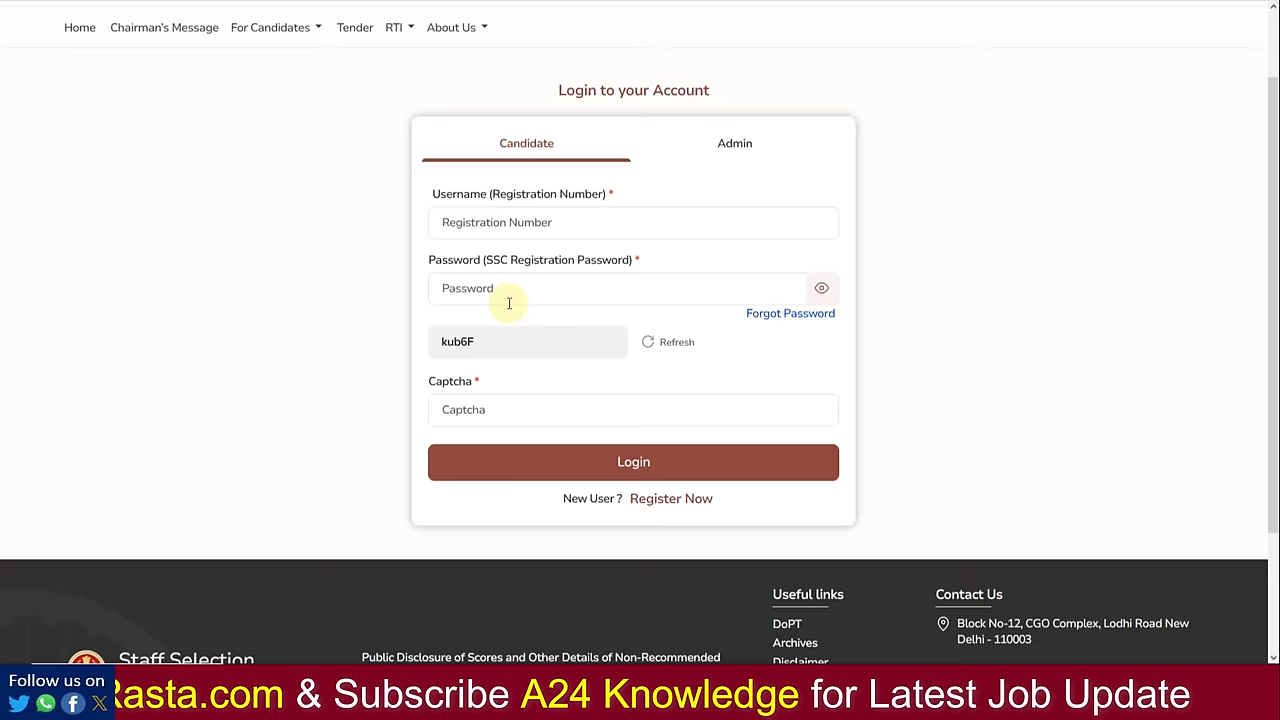 Home Chairman's Message For Candidates Tender RTI About Us
Login to your Account
Candidate Admin
Username (Registration Number) *
Registration Number
Password (SSC Registration Password) *
Password
Forgot Password
kub6F Refresh
Captcha *
Captcha
Login
New User ? Register Now
Useful links
DoPT
Archives
Disclaimer
Contact Us
Block No-12, CGO Complex, Lodhi Road New
Delhi - 110003
Staff Selection
Public Disclosure of Scores and Other Details of Non-Recommended
Follow us on
Rasta.com & Subscribe A24 Knowledge for Latest Job Update